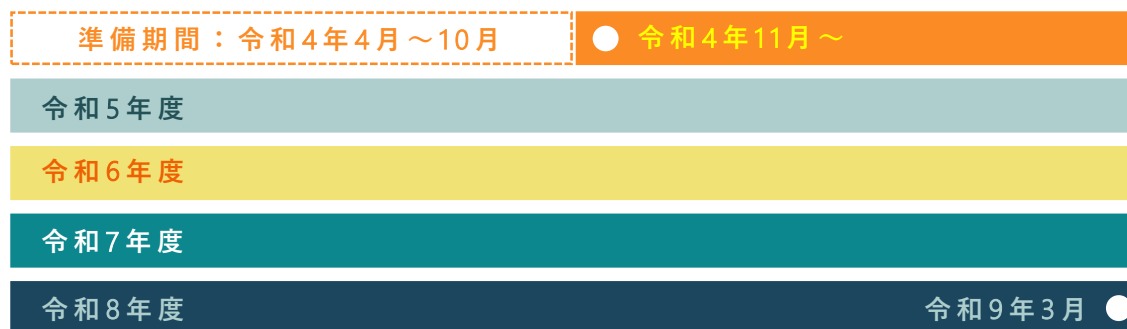 準備期間：令和4年4月～10月
令和4年11月～
令和5年度
令和6年度
令和7年度
令和8年度
令和9年3月